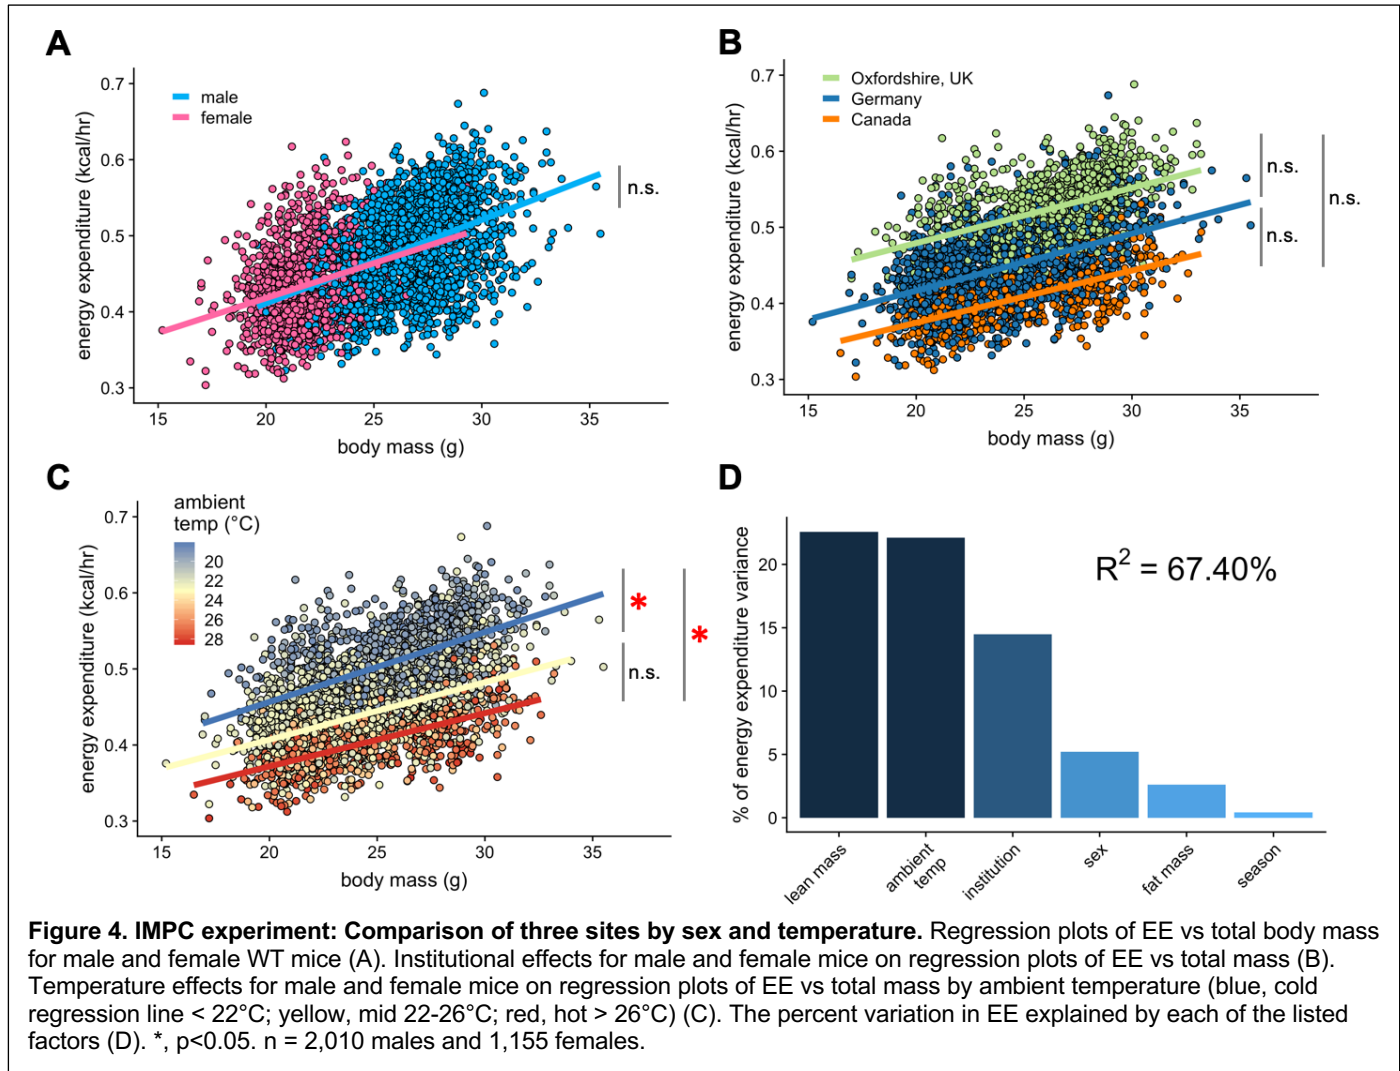 A
0.7
0.6
0.5
0.4
0.3
energy expenditure (kcal/hr)
male
female
n.s.
15 20 25 30 35
body mass (g)
B
0.7
0.6
0.5
0.4
0.3
energy expenditure (kcal/hr)
Oxfordshire, UK
Germany
Canada
n.s.
n.s.
n.s.
15 20 25 30 35
body mass (g)
C
ambient
temp (°C)
20
22
24
26
28
0.7
0.6
0.5
0.4
0.3
energy expenditure (kcal/hr)
*
*
n.s.
15 20 25 30 35
body mass (g)
D
% of energy expenditure variance
20
15
10
5
0
R² = 67.40%
lean mass
ambient
temp
institution
sex
fat mass
season
Figure 4. IMPC experiment: Comparison of three sites by sex and temperature. Regression plots of EE vs total body mass
for male and female WT mice (A). Institutional effects for male and female mice on regression plots of EE vs total mass (B).
Temperature effects for male and female mice on regression plots of EE vs total mass by ambient temperature (blue, cold
regression line < 22°C; yellow, mid 22-26°C; red, hot > 26°C) (C). The percent variation in EE explained by each of the listed
factors (D). *, p<0.05. n = 2,010 males and 1,155 females.